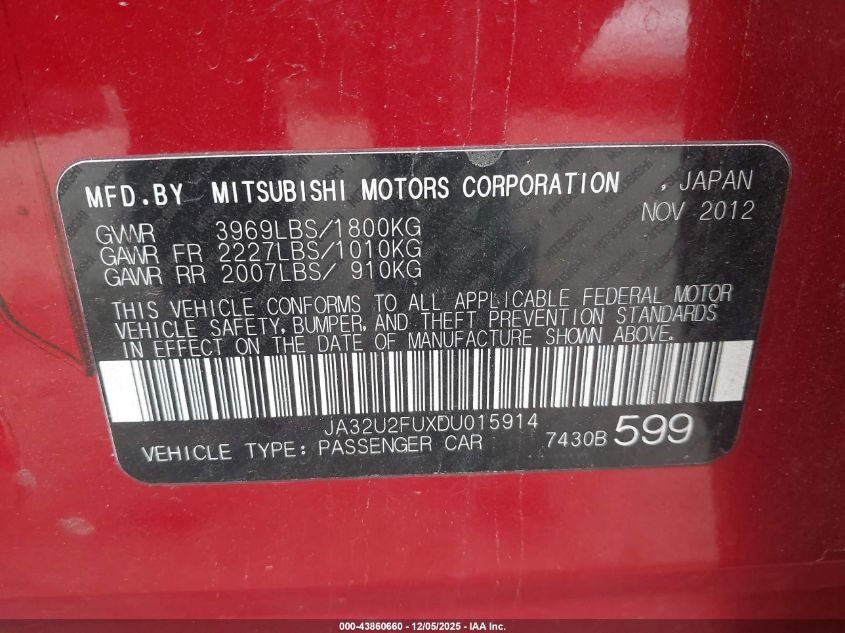 MFD.BY MITSUBISHI MOTORS CORPORATION , JAPAN
NOV 2012
GVWR 3969LBS/1800KG
GAWR FR 2227LBS/1010KG
GAWR RR 2007LBS/ 910KG
THIS VEHICLE CONFORMS TO ALL APPLICABLE FEDERAL MOTOR
VEHICLE SAFETY, BUMPER, AND THEFT PREVENTION STANDARDS
IN EFFECT ON THE DATE OF MANUFACTURE SHOWN ABOVE.
JA32U2FUXDU015914
VEHICLE TYPE: PASSENGER CAR 7430B 599
000-43860660 - 12/05/2025 - IAA Inc.